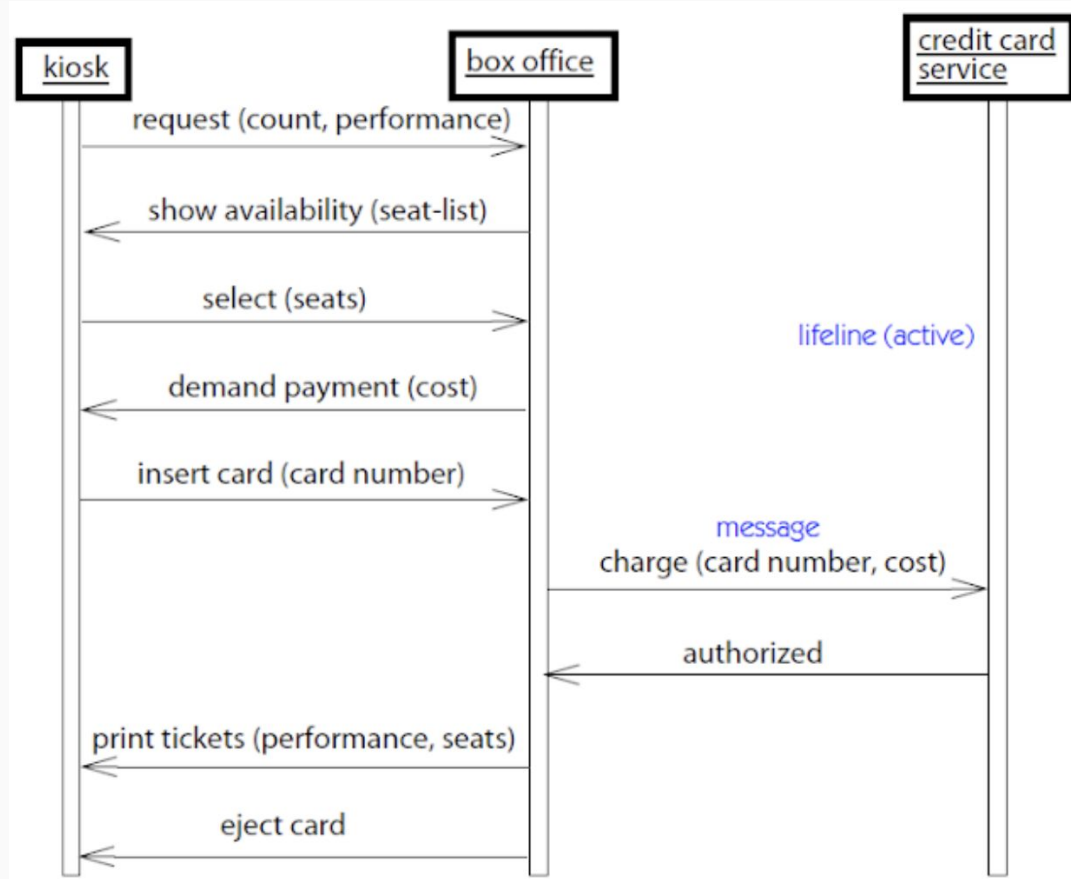 kiosk
box office
credit card
service
request (count, performance)
show availability (seat-list)
select (seats)
lifeline (active)
demand payment (cost)
insert card (card number)
message
charge (card number, cost)
authorized
print tickets (performance, seats)
eject card